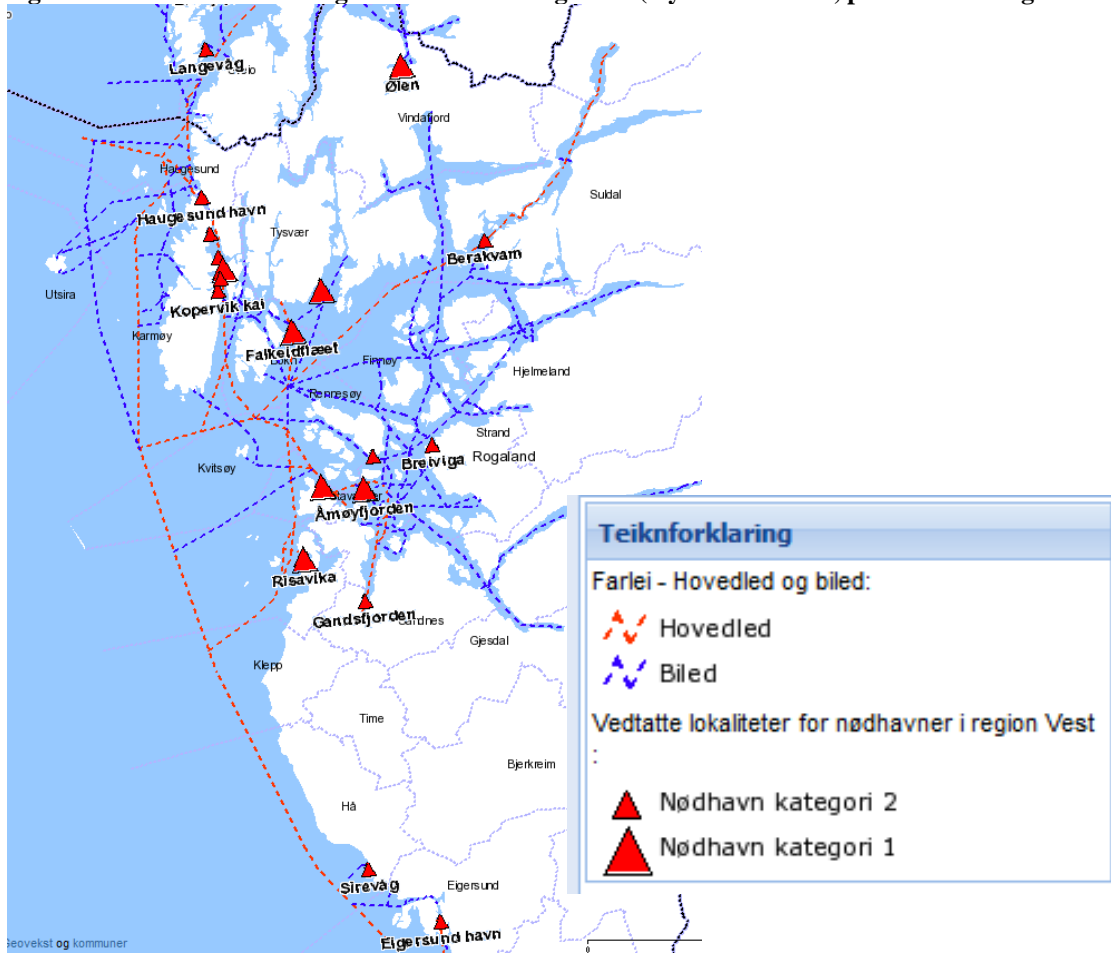 Langevåg
Ølen
Vindafjord
Haugesund
Suldal
Haugesund havn
Tysvær
Berakvam
Utsira
Kopervik kai
Karmøy
Falkeidflæet
Finnøy
Hjelmeland
Rennesøy
Strand
Breiviga
Rogaland
Kvitsøy
Åmøyfjorden
Risavika
Gandsfjorden
Sandnes
Gjesdal
Klepp
Time
Bjerkreim
Hå
Sirevåg
Eigersund
Eigersund havn
Geovekst og kommuner
0
Teiknforklaring
Farlei - Hovedled og biled:
Hovedled
Biled
Vedtatte lokaliteter for nødhavner i region Vest
:
Nødhavn kategori 2
Nødhavn kategori 1